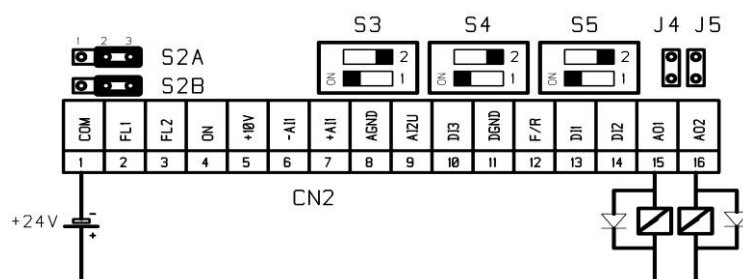 S3 S4 S5 J4 J5
1 2 3
S2A
S2B
2 2 2
ON 1 ON 1 ON 1
COM FL1 FL2 ON +10V -AI1 +AI1 AGND AI2U DI3 DGND F/R DI1 DI2 AO1 AO2
1 2 3 4 5 6 7 8 9 10 11 12 13 14 15 16
CN2
+24V
-
+